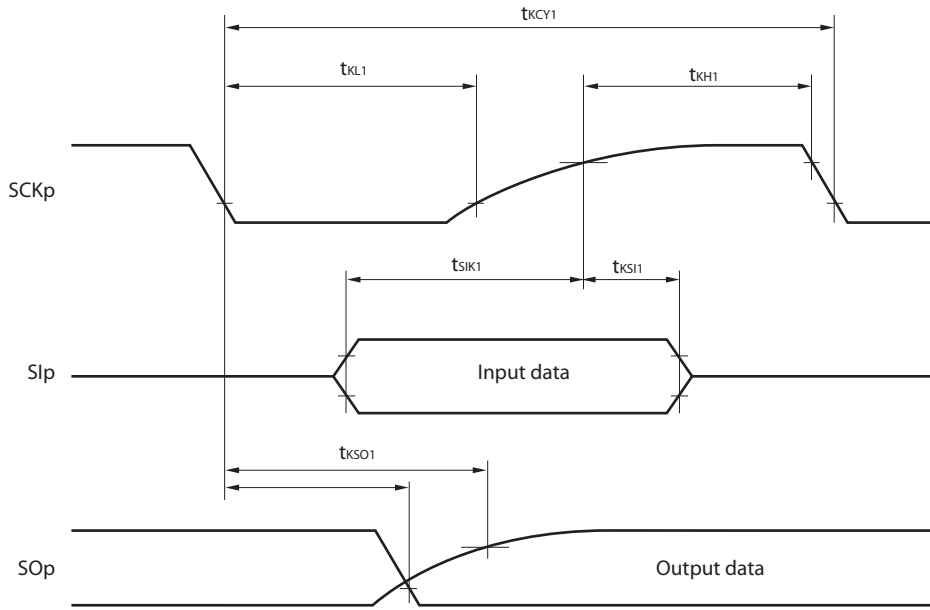 tKCY1
tKL1
tKH1
SCKp
tSIK1
tKSI1
SIp
Input data
tKSO1
SOp
Output data